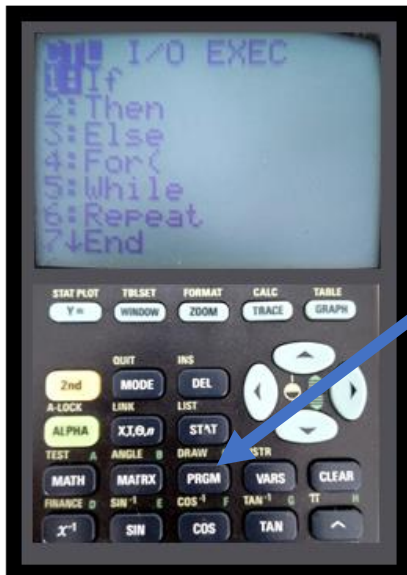 CTL I/O EXEC
1:If
2:Then
3:Else
4:For(
5:While
6:Repeat
7↓End
STAT PLOT TBLSET FORMAT CALC TABLE
Y= WINDOW ZOOM TRACE GRAPH
QUIT INS
2nd MODE DEL
A-LOCK LINK LIST
ALPHA X,T,Θ,n STAT
TEST A ANGLE B DRAW DISTR
MATH MATRX PRGM VARS CLEAR
FINANCE D SIN⁻¹ E COS⁻¹ F TAN⁻¹ G π H
x⁻¹ SIN COS TAN ^